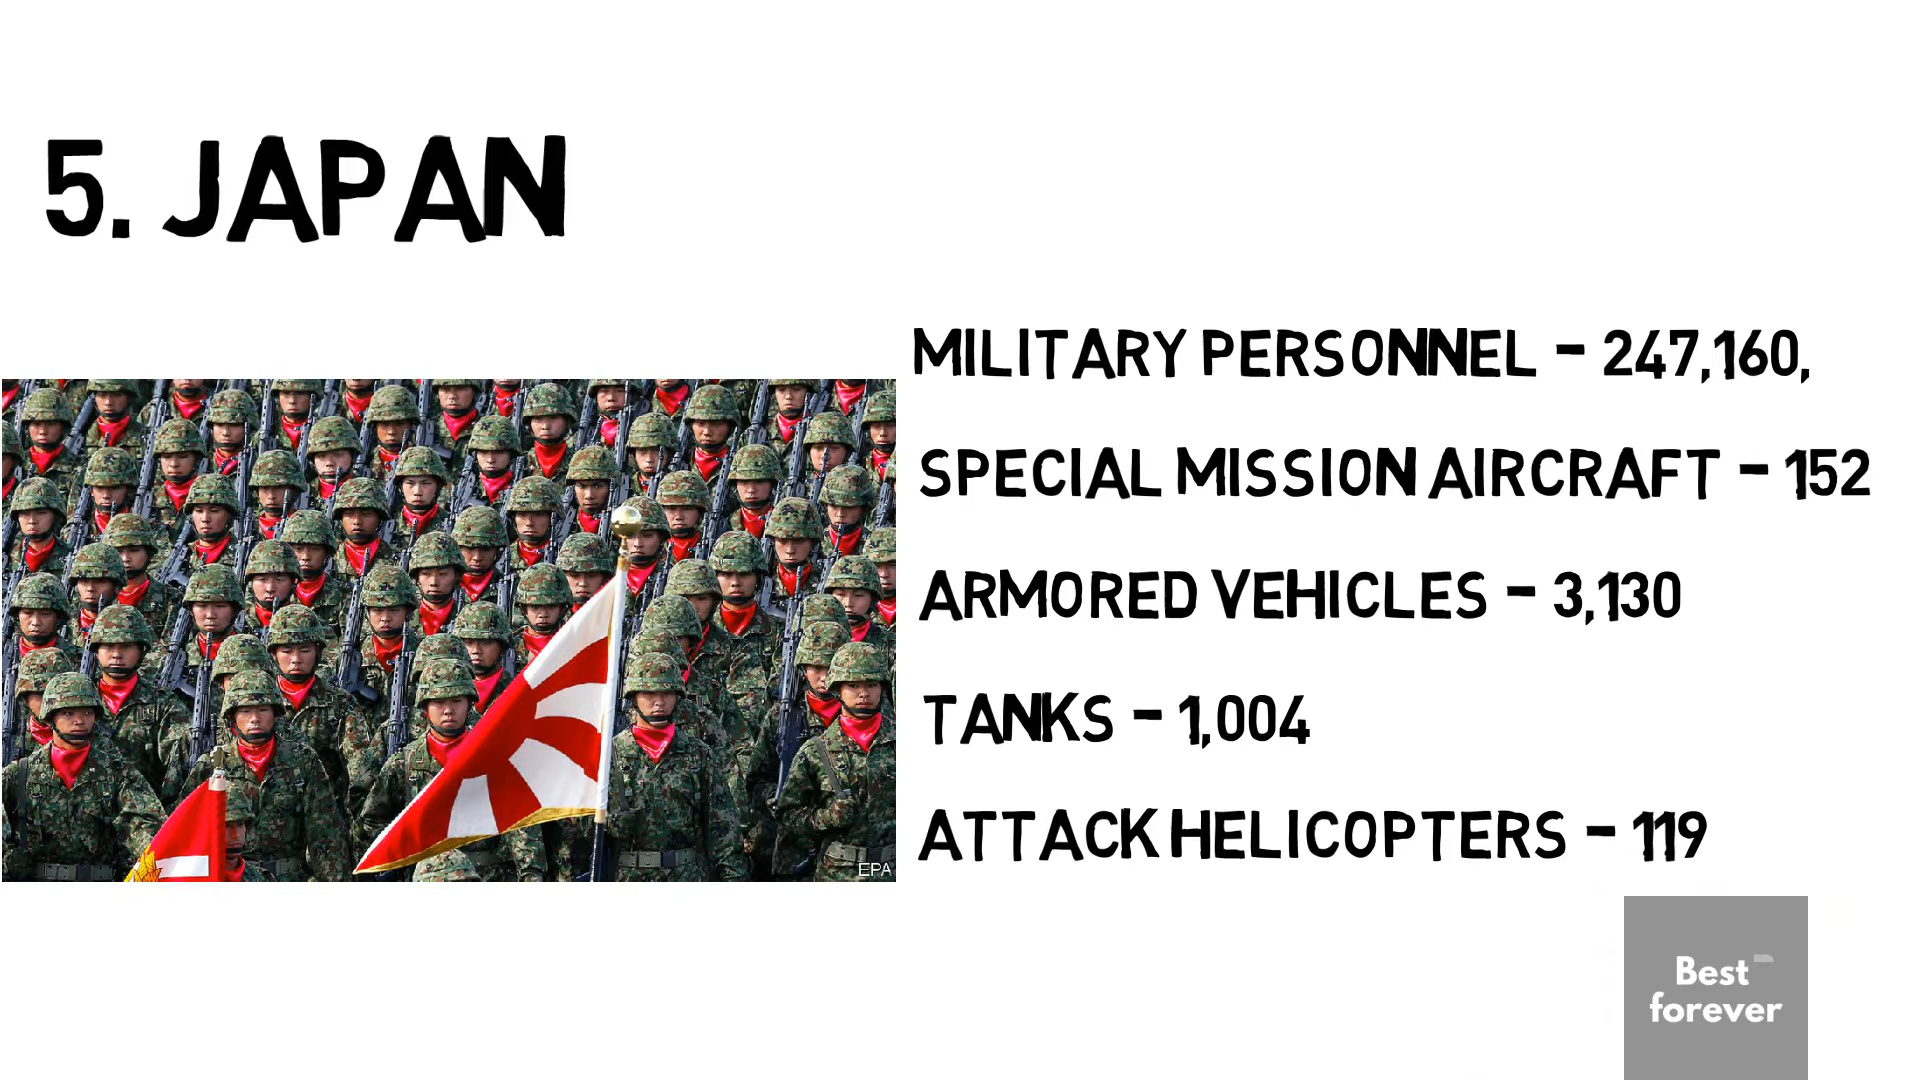 5. JAPAN
MILITARY PERSONNEL - 247,160,
SPECIAL MISSION AIRCRAFT - 152
ARMORED VEHICLES - 3,130
TANKS - 1,004
ATTACK HELICOPTERS - 119
EPA
Best
forever